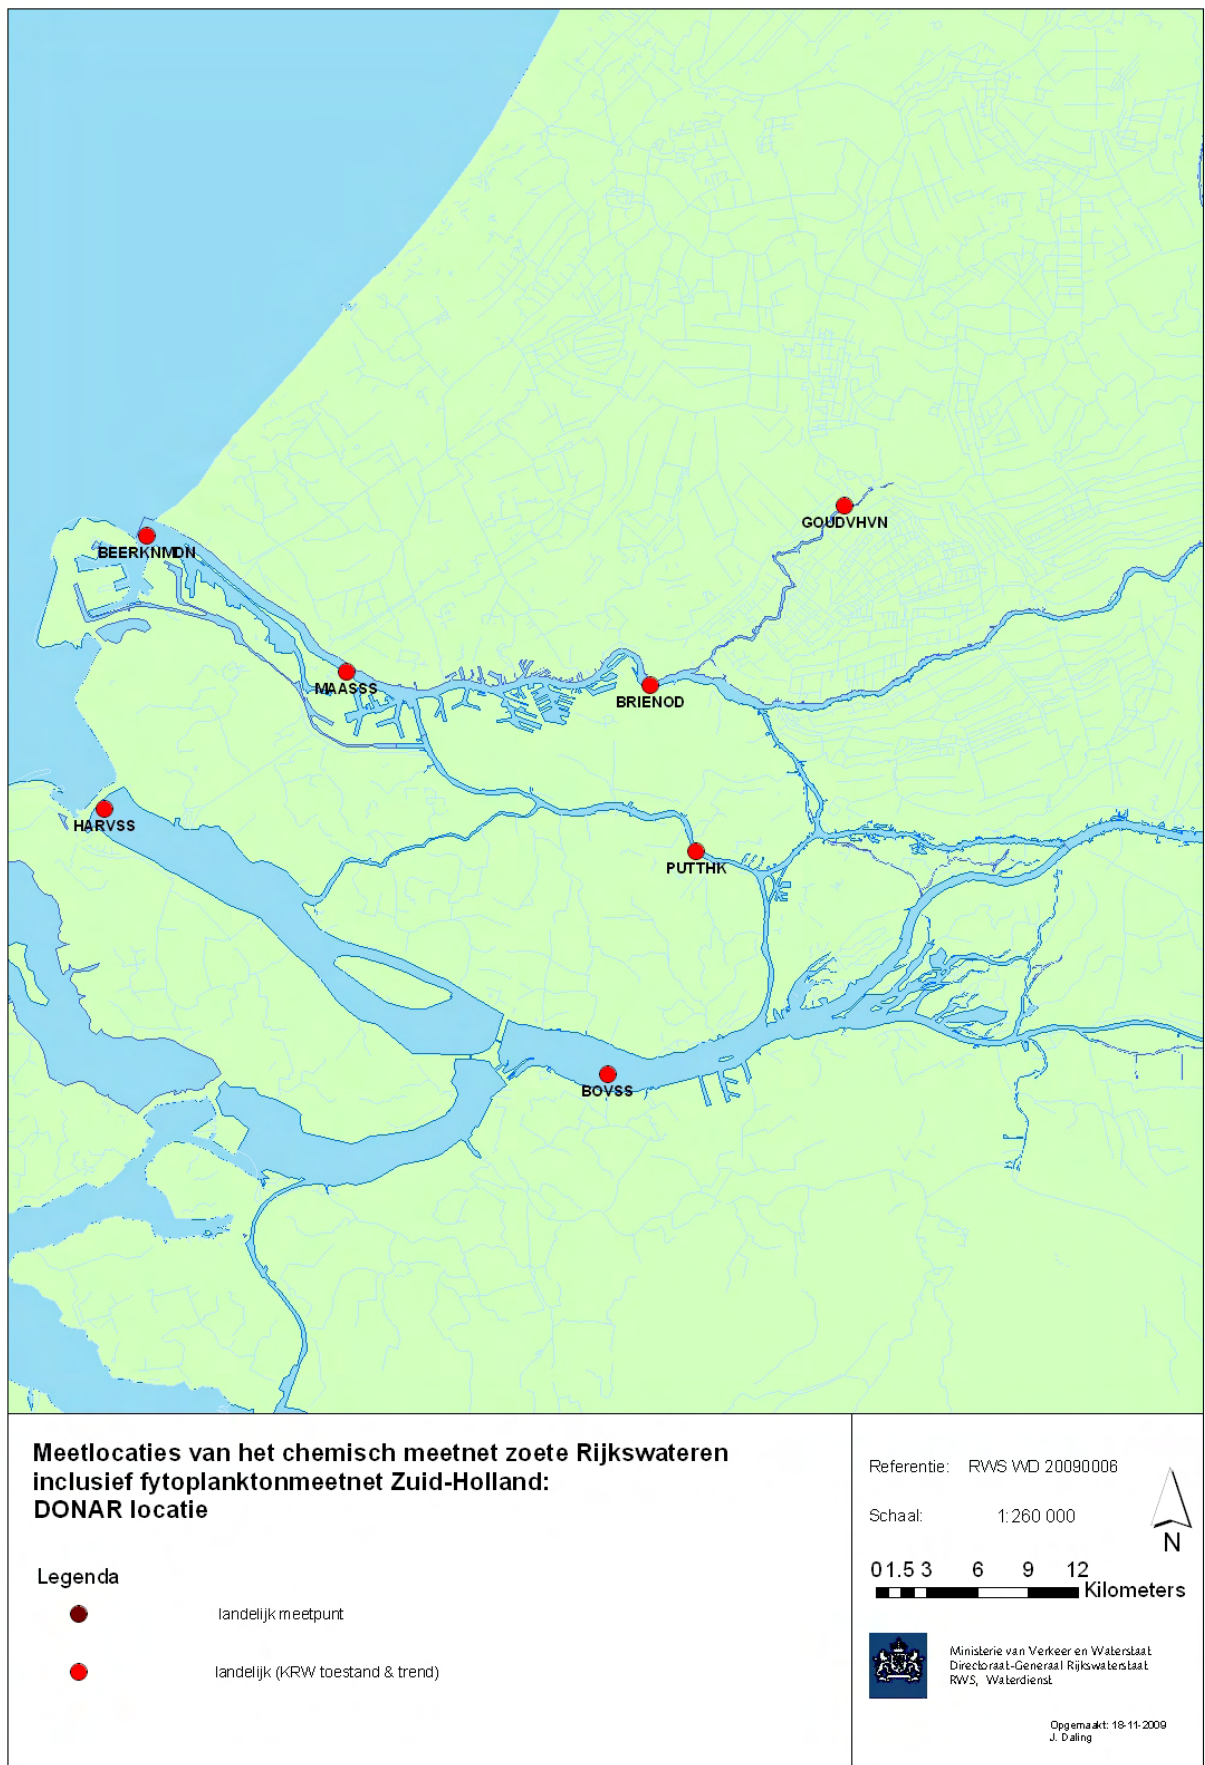 GOUDVHVN
BEERKNMDN
MAASSS
BRIENOD
HARVSS
PUTTHK
BOVSS
Meetlocaties van het chemisch meetnet zoete Rijkswateren
inclusief fytoplanktonmeetnet Zuid-Holland:
DONAR locatie
Legenda
landelijk meetpunt
landelijk (KRW toestand & trend)
Referentie: RWS WD 20090006
Schaal: 1:260 000
N
0 1.5 3 6 9 12
Kilometers
Ministerie van Verkeer en Waterstaat
Directoraat-Generaal Rijkswaterstaat
RWS, Waterdienst
Opgemaakt: 18-11-2009
J. Daling